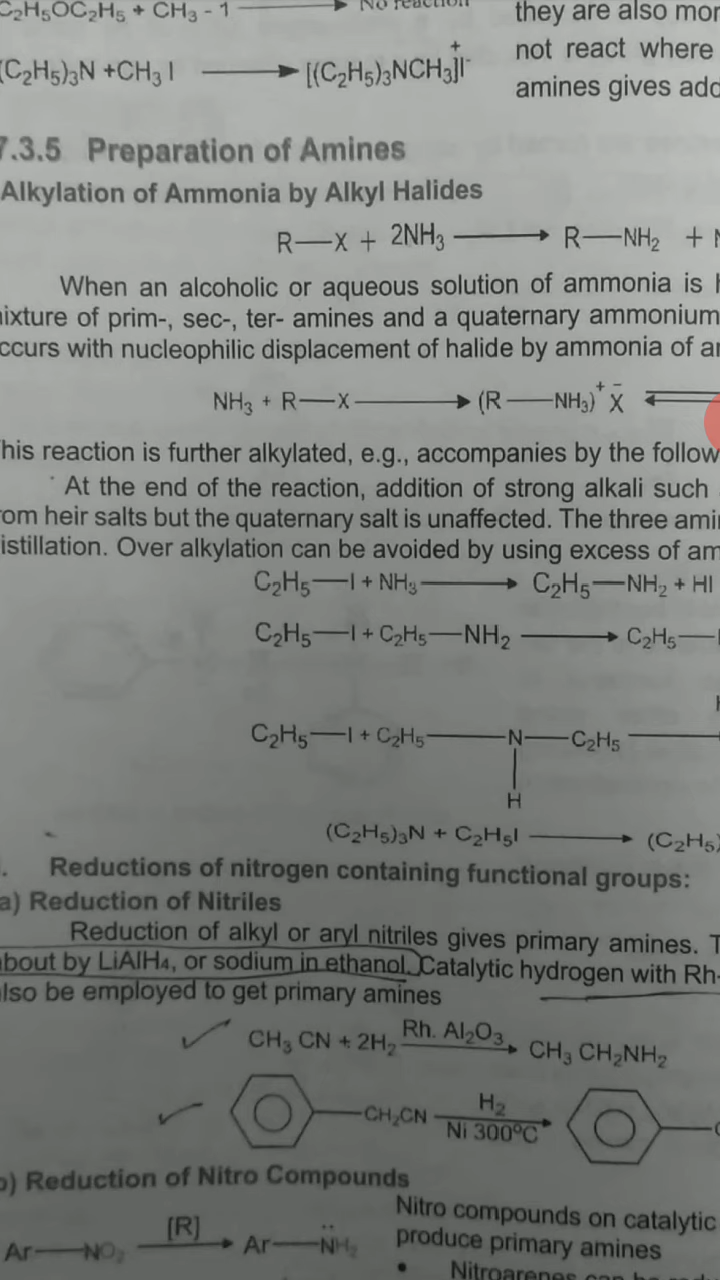 C₂H₅OC₂H₅ + CH₃ - 1 ⟶ No reaction
they are also mor
(C₂H₅)₃N +CH₃ I ⟶ [(C₂H₅)₃N⁺CH₃]I⁻
not react where
amines gives add
7.3.5 Preparation of Amines
Alkylation of Ammonia by Alkyl Halides
R—X + 2NH₃ ⟶ R—NH₂ +
When an alcoholic or aqueous solution of ammonia is
ixture of prim-, sec-, ter- amines and a quaternary ammonium
ccurs with nucleophilic displacement of halide by ammonia of
NH₃ + R—X ⟶ (R—NH₃)⁺ X⁻ ⇌
his reaction is further alkylated, e.g., accompanies by the follow
At the end of the reaction, addition of strong alkali such
om heir salts but the quaternary salt is unaffected. The three ami
istillation. Over alkylation can be avoided by using excess of am
C₂H₅—I + NH₃ ⟶ C₂H₅—NH₂ + HI
C₂H₅—I + C₂H₅—NH₂ ⟶ C₂H₅—
C₂H₅—I + C₂H₅—N—C₂H₅ ⟶
H
(C₂H₅)₃N + C₂H₅I ⟶ (C₂H₅)
. Reductions of nitrogen containing functional groups:
a) Reduction of Nitriles
Reduction of alkyl or aryl nitriles gives primary amines. T
about by LiAlH₄, or sodium in ethanol. Catalytic hydrogen with Rh-
lso be employed to get primary amines
CH₃ CN + 2H₂ Rh. Al₂O₃ ⟶ CH₃ CH₂NH₂
—CH₂CN H₂ ⟶
Ni 300°C
b) Reduction of Nitro Compounds
Ar—NO₂ [R] ⟶ Ar—N̈H₂
Nitro compounds on catalytic
produce primary amines
• Nitroarenes can be